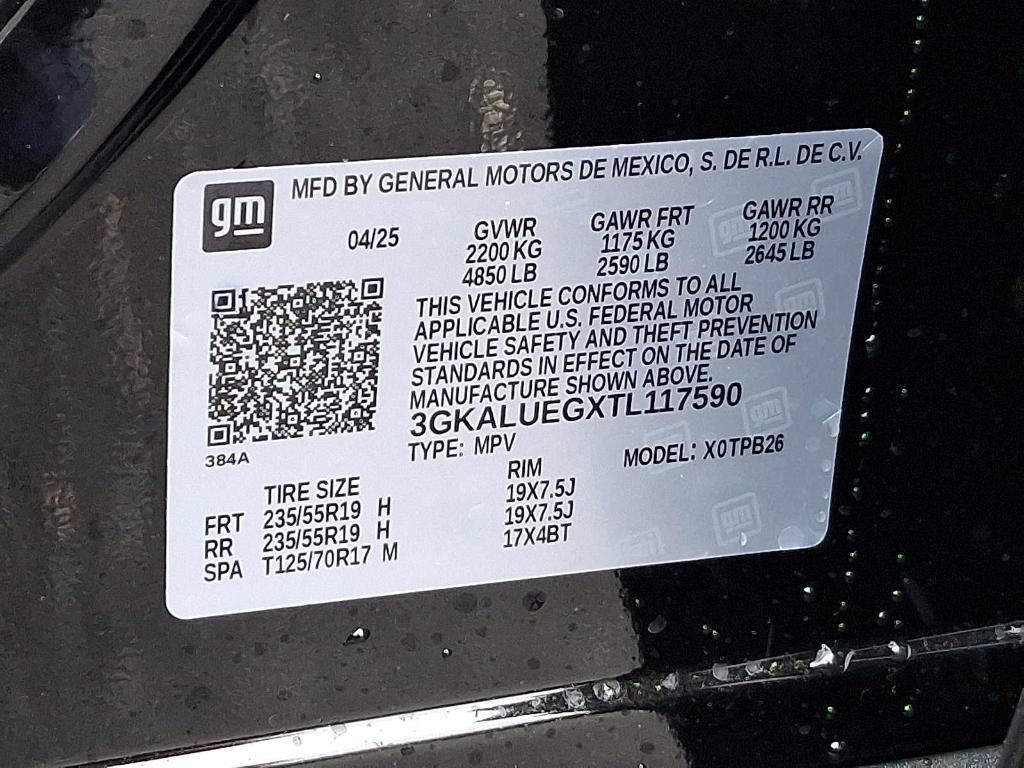 gm
MFD BY GENERAL MOTORS DE MEXICO, S. DE R.L. DE C.V.
04/25
GVWR GAWR FRT GAWR RR
2200 KG 1175 KG 1200 KG
4850 LB 2590 LB 2645 LB
THIS VEHICLE CONFORMS TO ALL
APPLICABLE U.S. FEDERAL MOTOR
VEHICLE SAFETY AND THEFT PREVENTION
STANDARDS IN EFFECT ON THE DATE OF
MANUFACTURE SHOWN ABOVE.
3GKALUEGXTL117590
384A
TYPE: MPV MODEL: X0TPB26
TIRE SIZE RIM
FRT 235/55R19 H 19X7.5J
RR 235/55R19 H 19X7.5J
SPA T125/70R17 M 17X4BT